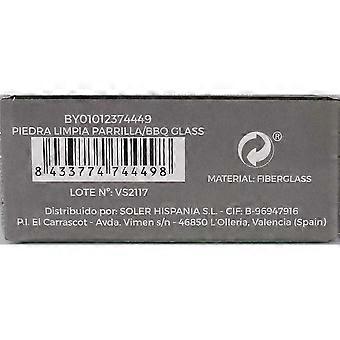 BY01012374449
PIEDRA LIMPIA PARRILLA/BBQ GLASS
8 433774 744498
®
MATERIAL: FIBERGLASS
LOTE Nº: VS2117
Distribuido por: SOLER HISPANIA S.L. - CIF: B-96947916
P.I. El Carrascot - Avda. Vimen s/n - 46850 L'Olleria, Valencia (Spain)